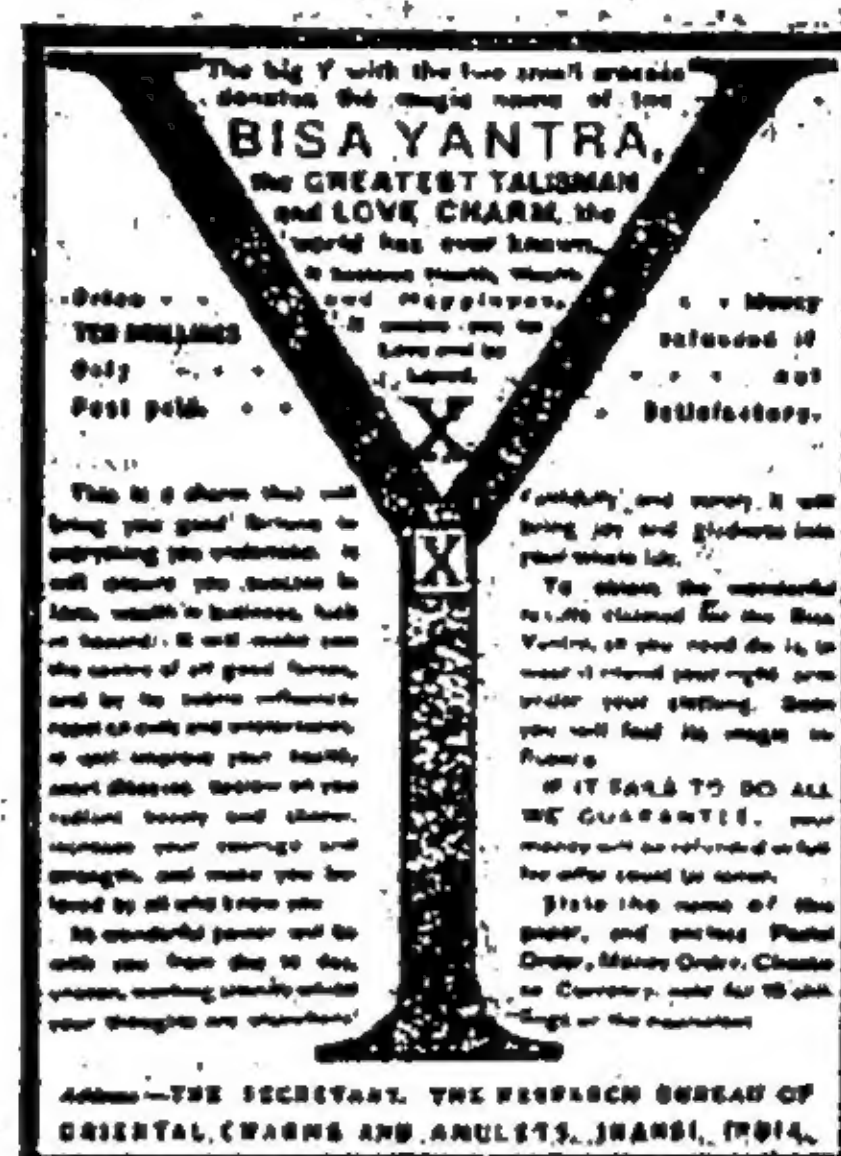 The big Y with the two small crosses
denotes the magic name of the
BISA YANTRA,
the GREATEST TALISMAN
and LOVE CHARM, the
world has ever known.
It Health, Wealth
and Happiness.
Love and be
Loved.
Price
TEN SHILLINGS
Only
Post paid.
Money
refunded if
not
Satisfactory.
X
X
This is a charm that will
bring you good fortune in
everything you undertake. It
will you success in
love, wealth in business, luck
in . It will make you
the of all good fortune,
and by its influence
repel all evils and misfortunes,
it will improve your health,
avert diseases, bestow on you
radiant beauty and charm,
increase your courage and
strength, and make you be-
loved by all who know you
Its wonderful power will be
with you from day to day,
unseen, working silently whilst
your thoughts are elsewhere,
faithfully and surely it will
bring joy and gladness into
your whole life.
To obtain the wonderful
results claimed for the Bisa
Yantra, all you need do is, to
wear it round your right arm
under your clothing. Soon
you will feel its magic in-
fluence
IF IT FAILS TO DO ALL
WE GUARANTEE, your
money will be refunded in full
No offer could be
State the name of this
paper, and enclose Postal
Order, Money Order, Cheque
or Currency, note for 10 shil-
lings or the equivalent
Address—THE SECRETARY, THE RESEARCH BUREAU OF
ORIENTAL CHARMS AND AMULETS, JHANSI, INDIA.